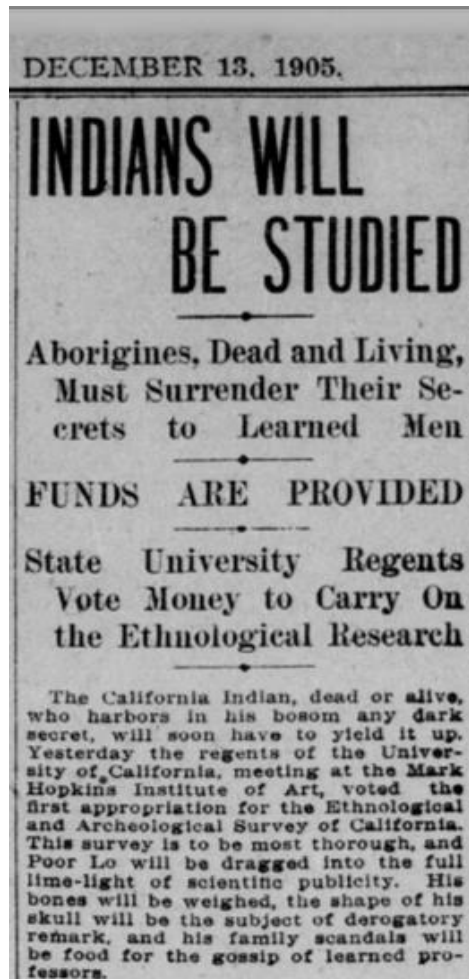 DECEMBER 13, 1905.
INDIANS WILL
BE STUDIED
Aborigines, Dead and Living,
Must Surrender Their Se-
crets to Learned Men
FUNDS ARE PROVIDED
State University Regents
Vote Money to Carry On
the Ethnological Research
The California Indian, dead or alive,
who harbors in his bosom any dark
secret, will soon have to yield it up.
Yesterday the regents of the Univer-
sity of California, meeting at the Mark
Hopkins Institute of Art, voted the
first appropriation for the Ethnological
and Archeological Survey of California.
This survey is to be most thorough, and
Poor Lo will be dragged into the full
lime-light of scientific publicity. His
bones will be weighed, the shape of his
skull will be the subject of derogatory
remark, and his family scandals will
be food for the gossip of learned pro-
fessors.